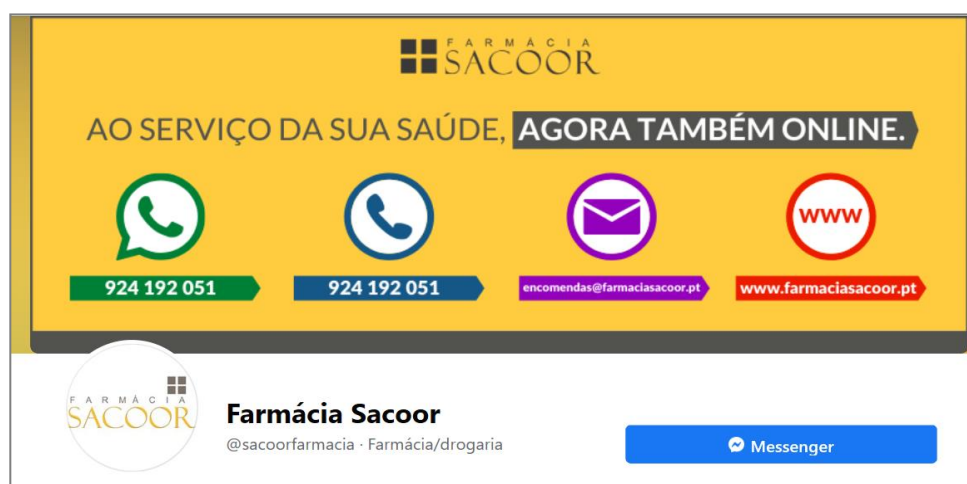 FARMÁCIA
SACOOR
AO SERVIÇO DA SUA SAÚDE, AGORA TAMBÉM ONLINE.
www
924 192 051
924 192 051
encomendas@farmaciasacoor.pt
www.farmaciasacoor.pt
FARMÁCIA
SACOOR
Farmácia Sacoor
@sacoorfarmacia · Farmácia/drogaria
Messenger